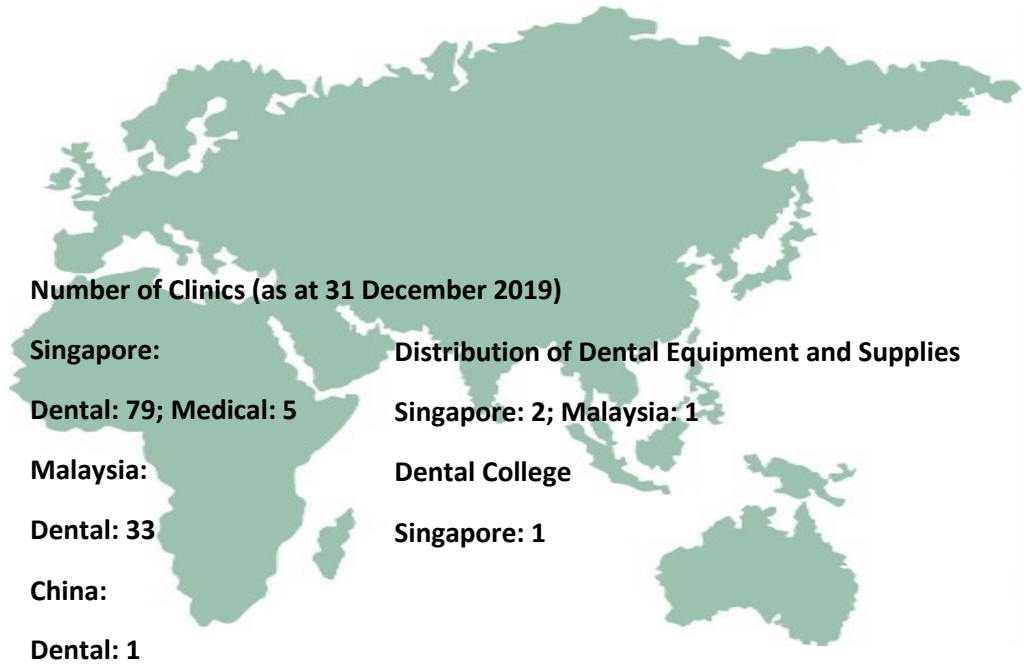 Number of Clinics (as at 31 December 2019)
Singapore:
Dental: 79; Medical: 5
Malaysia:
Dental: 33
China:
Dental: 1
Distribution of Dental Equipment and Supplies
Singapore: 2; Malaysia: 1
Dental College
Singapore: 1